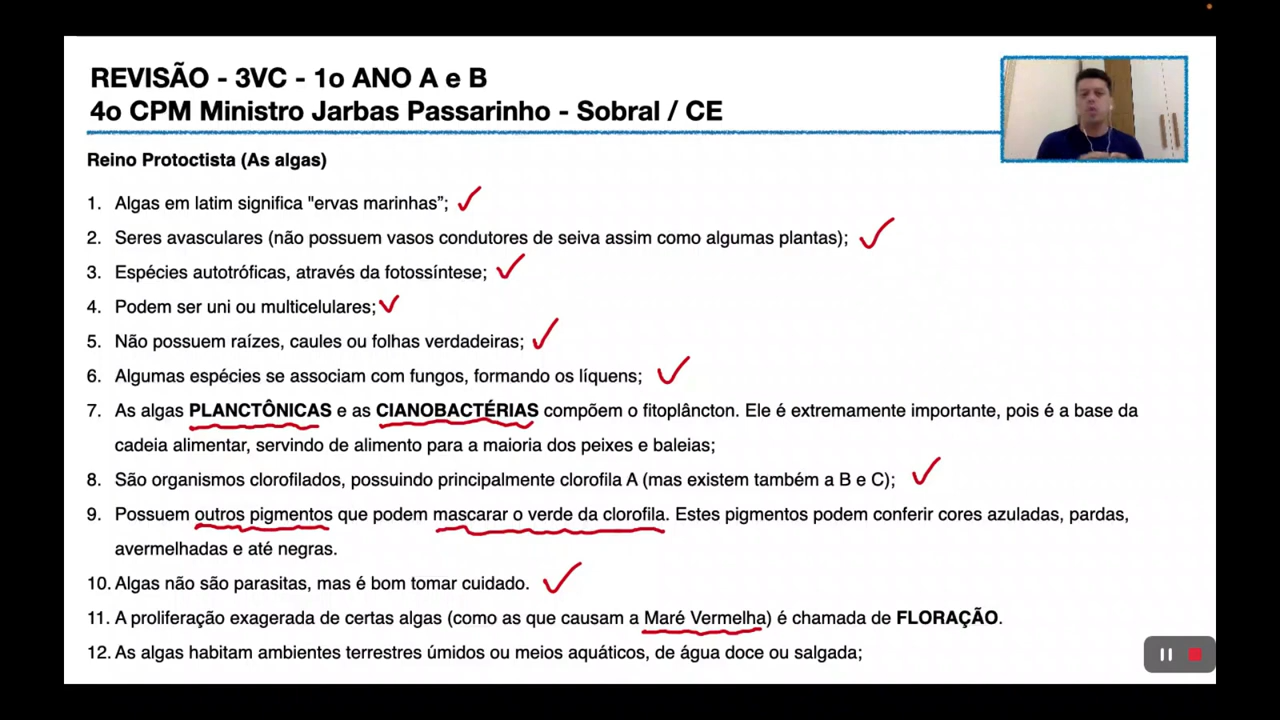 REVISÃO - 3VC - 1o ANO A e B
4o CPM Ministro Jarbas Passarinho - Sobral / CE
Reino Protoctista (As algas)
1. Algas em latim significa "ervas marinhas”;
2. Seres avasculares (não possuem vasos condutores de seiva assim como algumas plantas);
3. Espécies autotróficas, através da fotossíntese;
4. Podem ser uni ou multicelulares;
5. Não possuem raízes, caules ou folhas verdadeiras;
6. Algumas espécies se associam com fungos, formando os líquens;
7. As algas PLANCTÔNICAS e as CIANOBACTÉRIAS compõem o fitoplâncton. Ele é extremamente importante, pois é a base da
cadeia alimentar, servindo de alimento para a maioria dos peixes e baleias;
8. São organismos clorofilados, possuindo principalmente clorofila A (mas existem também a B e C);
9. Possuem outros pigmentos que podem mascarar o verde da clorofila. Estes pigmentos podem conferir cores azuladas, pardas,
avermelhadas e até negras.
10. Algas não são parasitas, mas é bom tomar cuidado.
11. A proliferação exagerada de certas algas (como as que causam a Maré Vermelha) é chamada de FLORAÇÃO.
12. As algas habitam ambientes terrestres úmidos ou meios aquáticos, de água doce ou salgada;